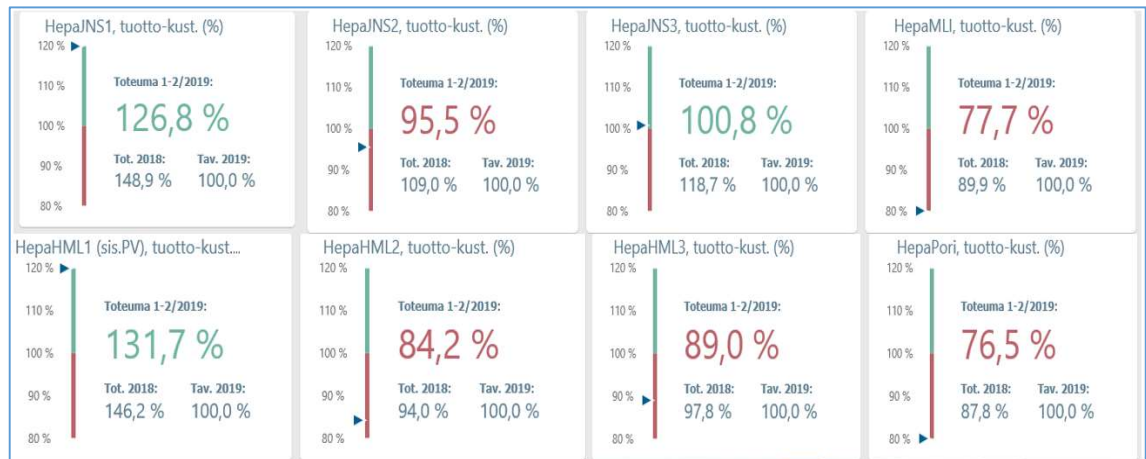 HepaJNS1, tuotto-kust. (%)
120 %
110 %
100 %
90 %
80 %
Toteuma 1-2/2019:
126,8 %
Tot. 2018: Tav. 2019:
148,9 % 100,0 %
HepaJNS2, tuotto-kust. (%)
120 %
110 %
100 %
90 %
80 %
Toteuma 1-2/2019:
95,5 %
Tot. 2018: Tav. 2019:
109,0 % 100,0 %
HepaJNS3, tuotto-kust. (%)
120 %
110 %
100 %
90 %
80 %
Toteuma 1-2/2019:
100,8 %
Tot. 2018: Tav. 2019:
118,7 % 100,0 %
HepaMLI, tuotto-kust. (%)
120 %
110 %
100 %
90 %
80 %
Toteuma 1-2/2019:
77,7 %
Tot. 2018: Tav. 2019:
89,9 % 100,0 %
HepaHML1 (sis.PV), tuotto-kust....
120 %
110 %
100 %
90 %
80 %
Toteuma 1-2/2019:
131,7 %
Tot. 2018: Tav. 2019:
146,2 % 100,0 %
HepaHML2, tuotto-kust. (%)
120 %
110 %
100 %
90 %
80 %
Toteuma 1-2/2019:
84,2 %
Tot. 2018: Tav. 2019:
94,0 % 100,0 %
HepaHML3, tuotto-kust. (%)
120 %
110 %
100 %
90 %
80 %
Toteuma 1-2/2019:
89,0 %
Tot. 2018: Tav. 2019:
97,8 % 100,0 %
HepaPori, tuotto-kust. (%)
120 %
110 %
100 %
90 %
80 %
Toteuma 1-2/2019:
76,5 %
Tot. 2018: Tav. 2019:
87,8 % 100,0 %